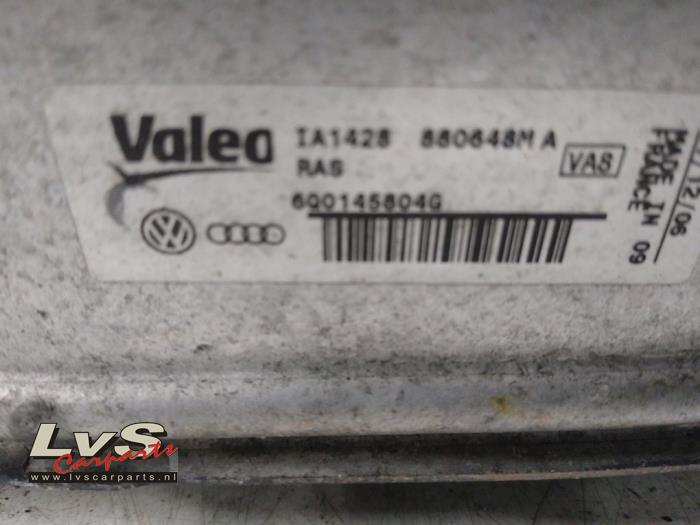 Valeo IA1428 880648M A
RAS VA8
6Q0145804G
MADE IN
FRANCE 09
12/06
LvS
Carparts
www.lvscarparts.nl